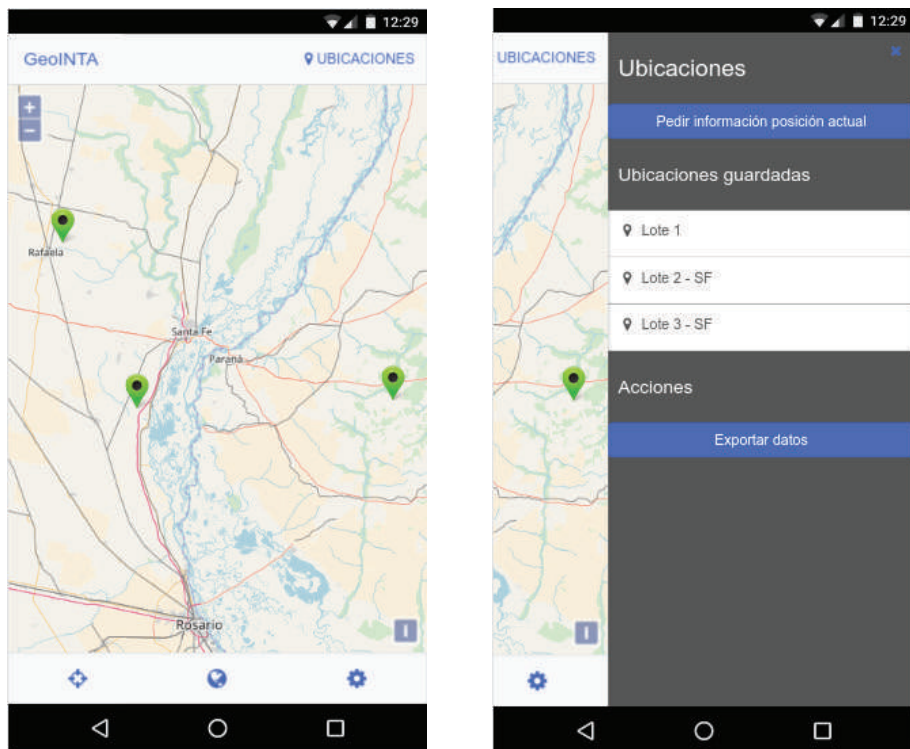 12:29
GeoINTA
UBICACIONES
+
−
Rafaela
Santa Fe
Paraná
Rosario
I
12:29
UBICACIONES
Ubicaciones
Pedir información posición actual
Ubicaciones guardadas
Lote 1
Lote 2 - SF
Lote 3 - SF
Acciones
Exportar datos
I